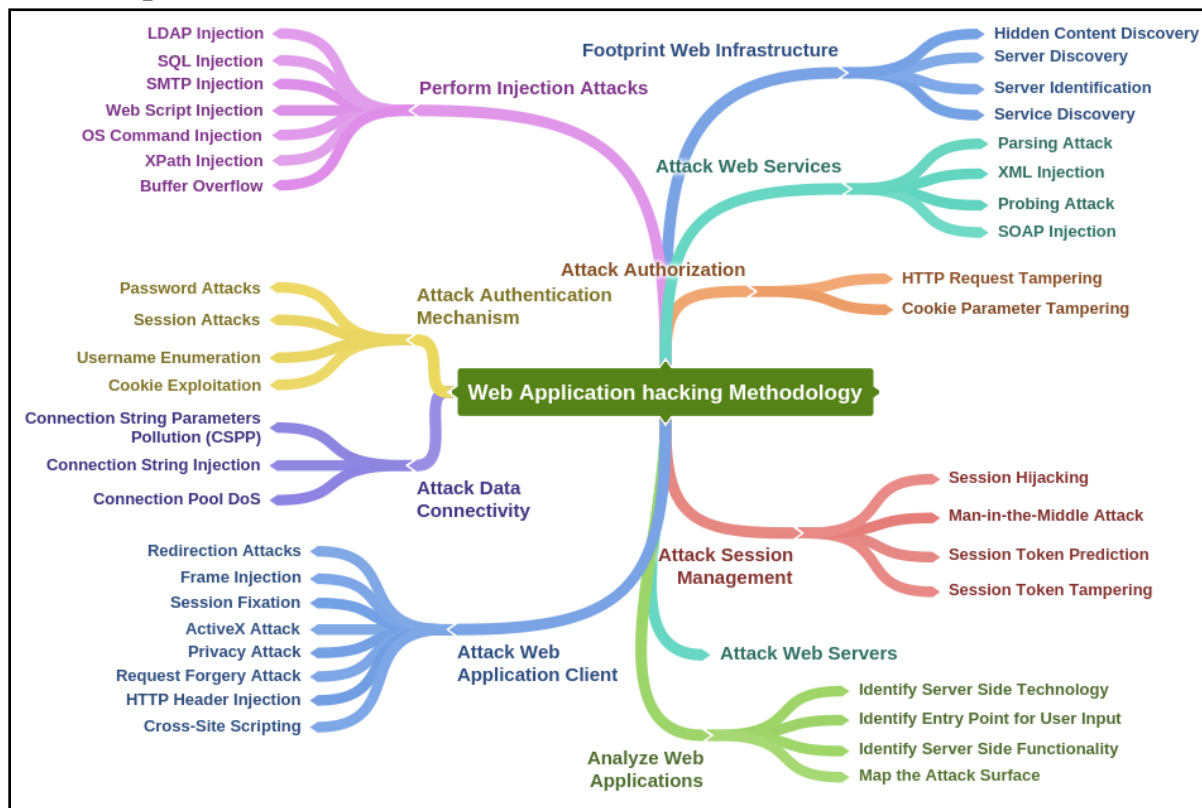 LDAP Injection
SQL Injection
SMTP Injection
Web Script Injection
OS Command Injection
XPath Injection
Buffer Overflow
Perform Injection Attacks
Footprint Web Infrastructure
Hidden Content Discovery
Server Discovery
Server Identification
Service Discovery
Attack Web Services
Parsing Attack
XML Injection
Probing Attack
SOAP Injection
Attack Authorization
HTTP Request Tampering
Cookie Parameter Tampering
Password Attacks
Session Attacks
Username Enumeration
Cookie Exploitation
Attack Authentication
Mechanism
Web Application hacking Methodology
Connection String Parameters
Pollution (CSPP)
Connection String Injection
Connection Pool DoS
Attack Data
Connectivity
Session Hijacking
Man-in-the-Middle Attack
Session Token Prediction
Session Token Tampering
Attack Session
Management
Redirection Attacks
Frame Injection
Session Fixation
ActiveX Attack
Privacy Attack
Request Forgery Attack
HTTP Header Injection
Cross-Site Scripting
Attack Web
Application Client
Attack Web Servers
Analyze Web
Applications
Identify Server Side Technology
Identify Entry Point for User Input
Identify Server Side Functionality
Map the Attack Surface